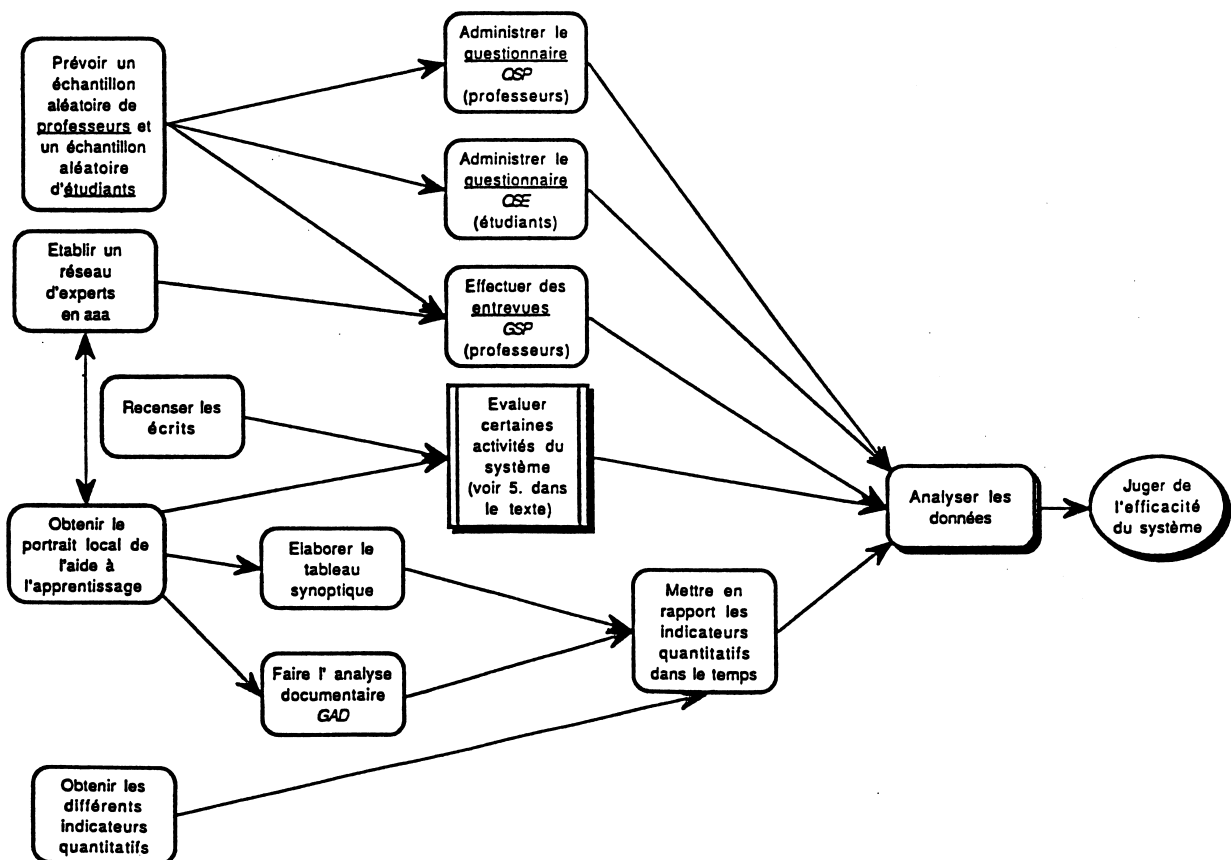 Prévoir un
échantillon
aléatoire de
professeurs et
un échantillon
aléatoire
d'étudiants
Administrer le
questionnaire
QSP
(professeurs)
Administrer le
questionnaire
QSE
(étudiants)
Etablir un
réseau
d'experts
en aaa
Effectuer des
entrevues
GSP
(professeurs)
Recenser les
écrits
Evaluer
certaines
activités du
système
(voir 5. dans
le texte)
Analyser les
données
Juger de
l'efficacité
du système
Obtenir le
portrait local de
l'aide à
l'apprentissage
Elaborer le
tableau
synoptique
Mettre en
rapport les
indicateurs
quantitatifs
dans le temps
Faire l' analyse
documentaire
GAD
Obtenir les
différents
indicateurs
quantitatifs